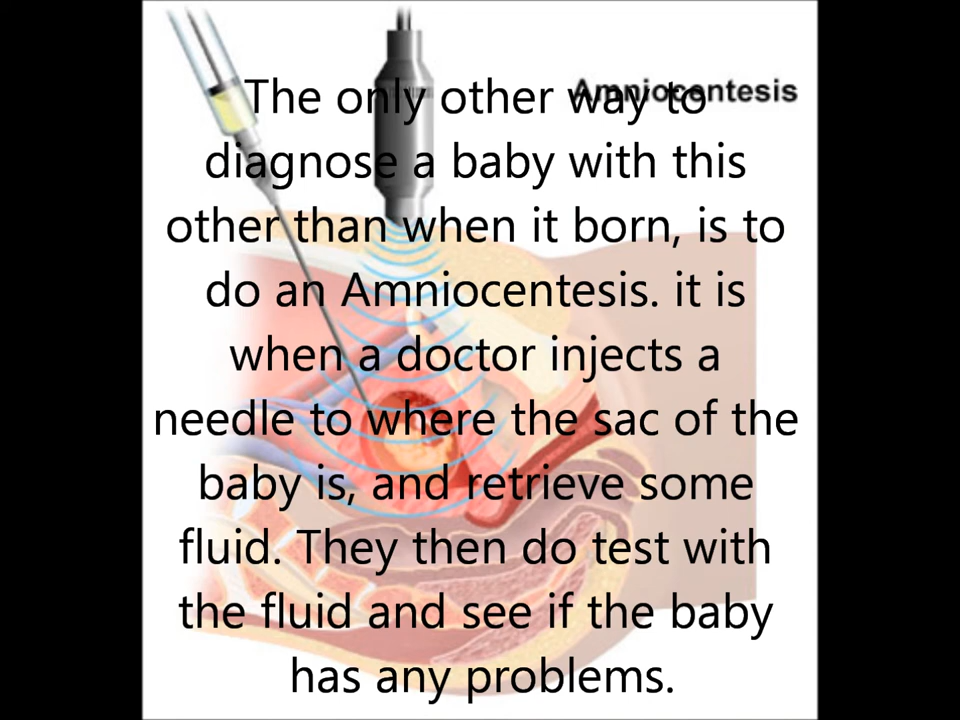 Amniocentesis
The only other way to
diagnose a baby with this
other than when it born, is to
do an Amniocentesis. it is
when a doctor injects a
needle to where the sac of the
baby is, and retrieve some
fluid. They then do test with
the fluid and see if the baby
has any problems.